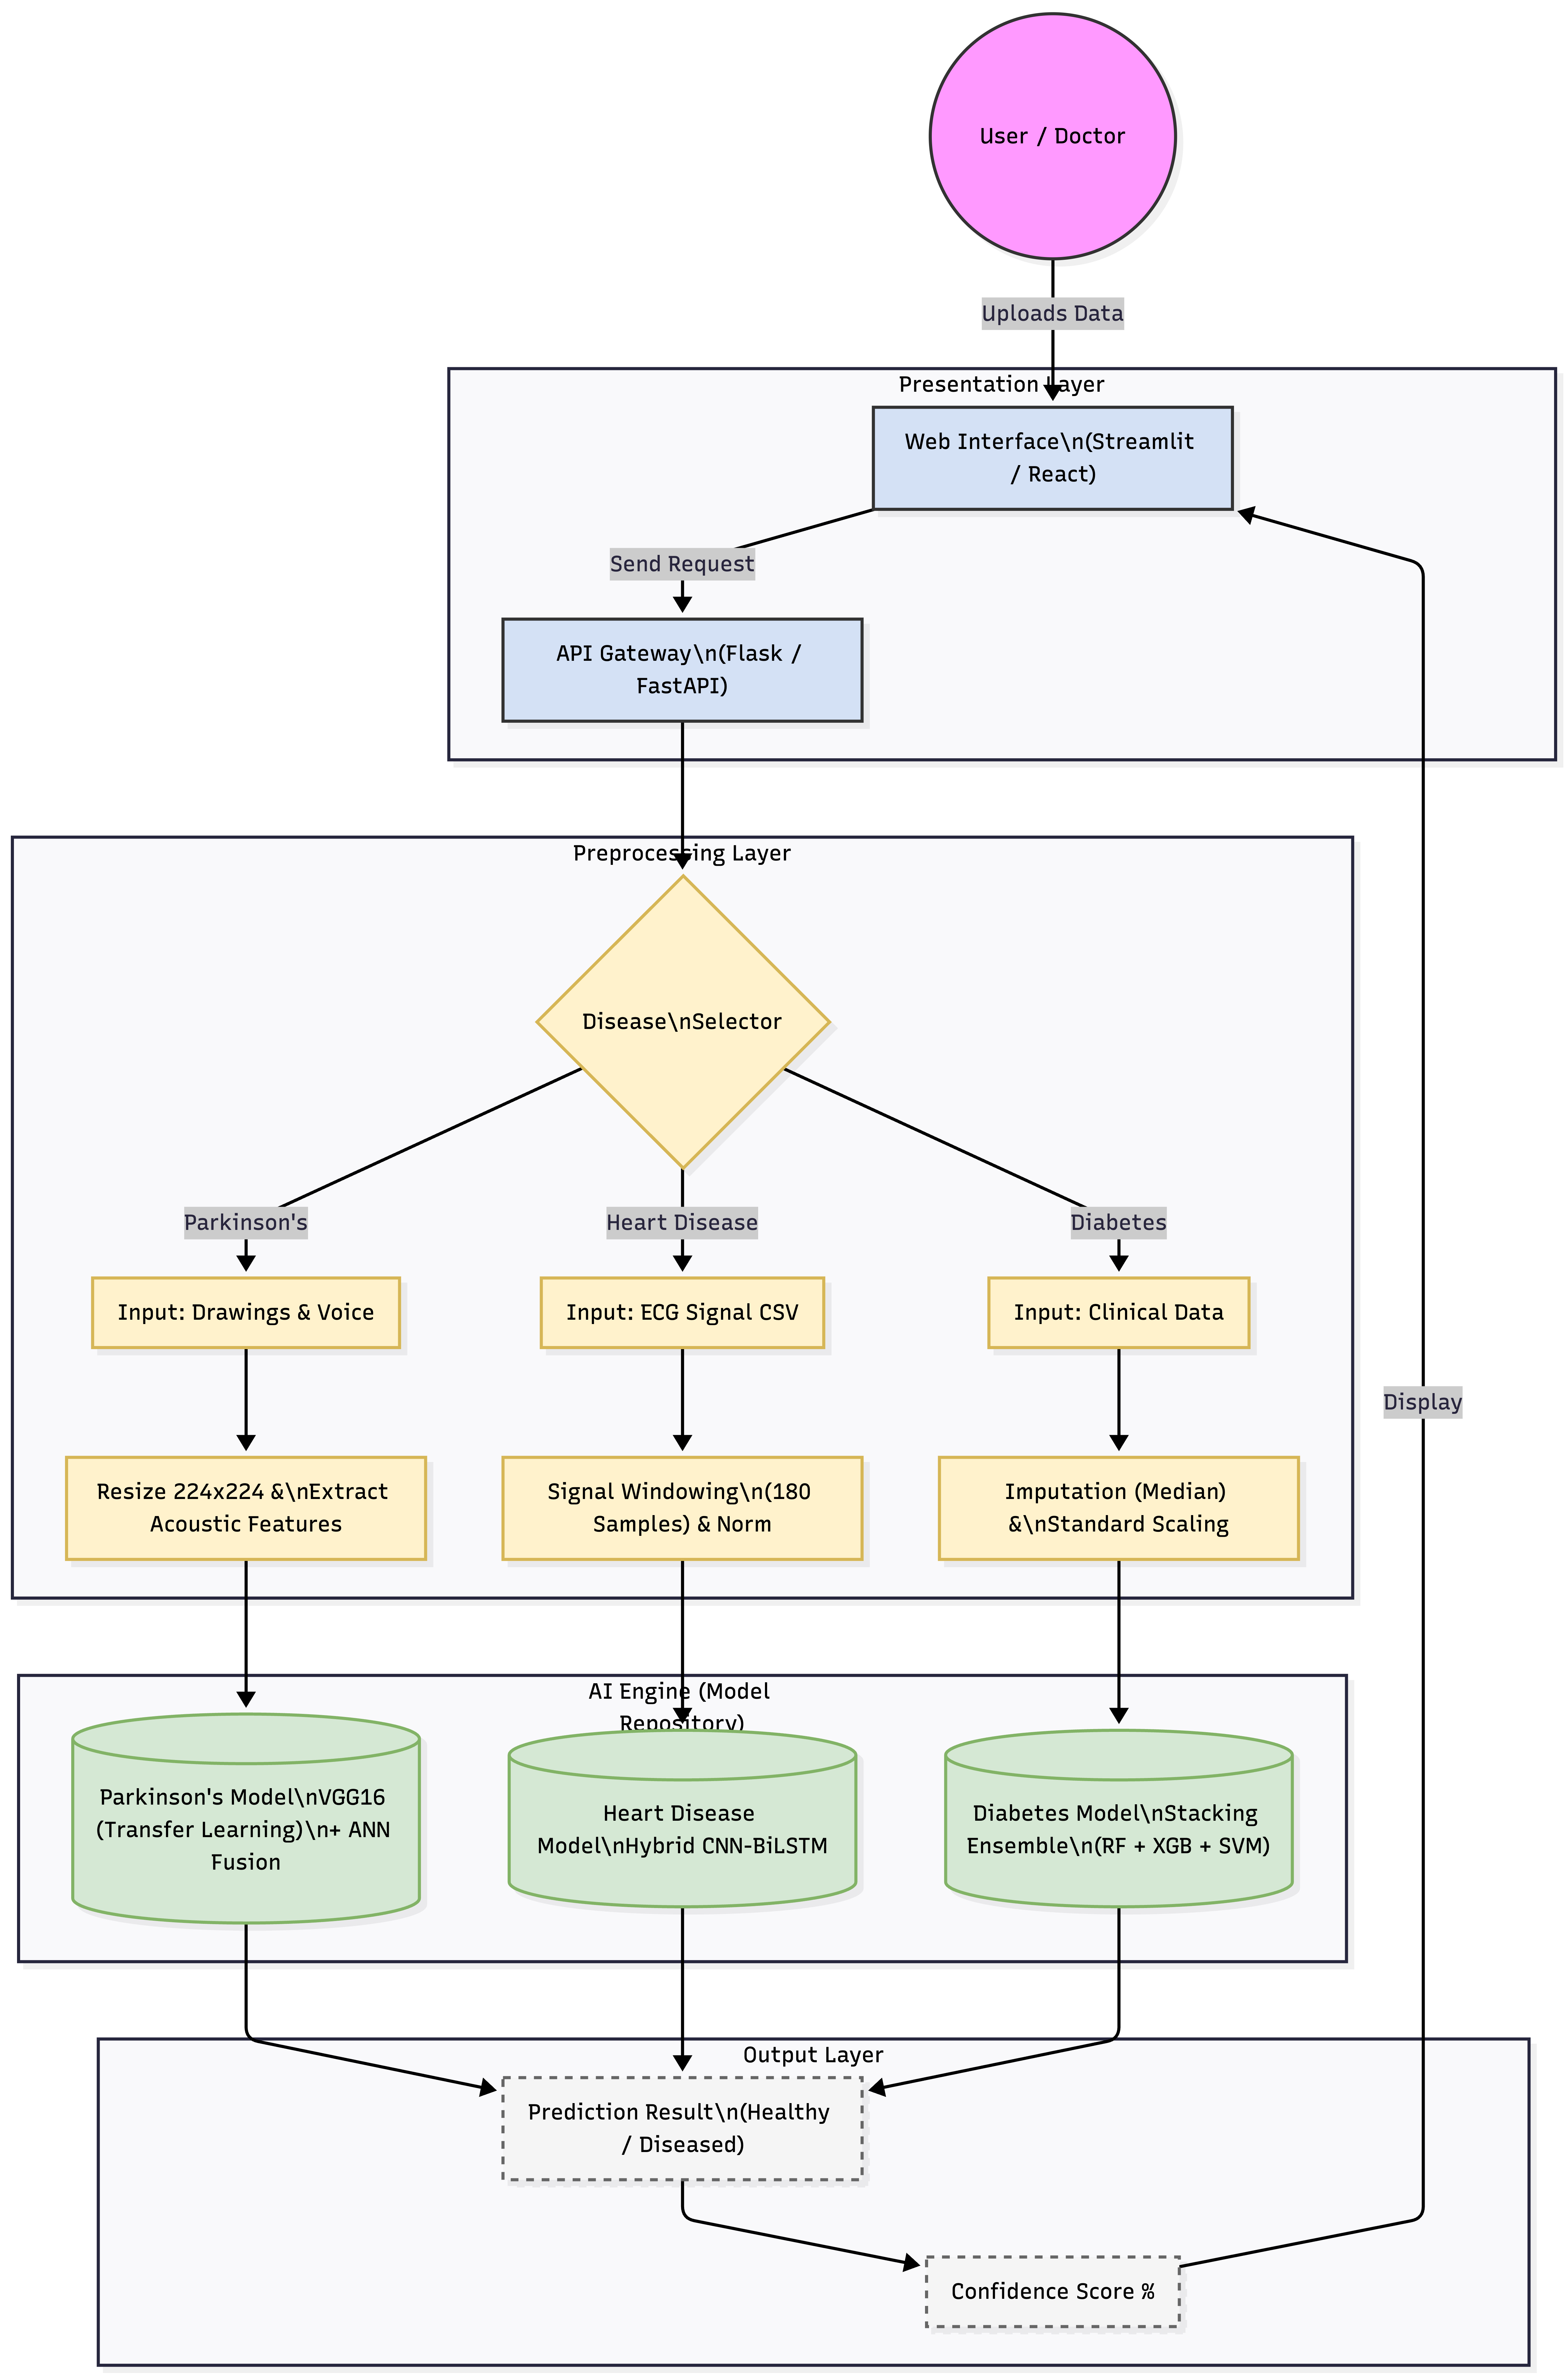 User / Doctor
Uploads Data
Presentation Layer
Web Interface\n(Streamlit
/ React)
Send Request
API Gateway\n(Flask /
FastAPI)
Preprocessing Layer
Disease\nSelector
Parkinson's
Heart Disease
Diabetes
Input: Drawings & Voice
Input: ECG Signal CSV
Input: Clinical Data
Display
Resize 224x224 &\nExtract
Acoustic Features
Signal Windowing\n(180
Samples) & Norm
Imputation (Median)
&\nStandard Scaling
AI Engine (Model
Repository)
Parkinson's Model\nVGG16
(Transfer Learning)\n+ ANN
Fusion
Heart Disease
Model\nHybrid CNN-BiLSTM
Diabetes Model\nStacking
Ensemble\n(RF + XGB + SVM)
Output Layer
Prediction Result\n(Healthy
/ Diseased)
Confidence Score %